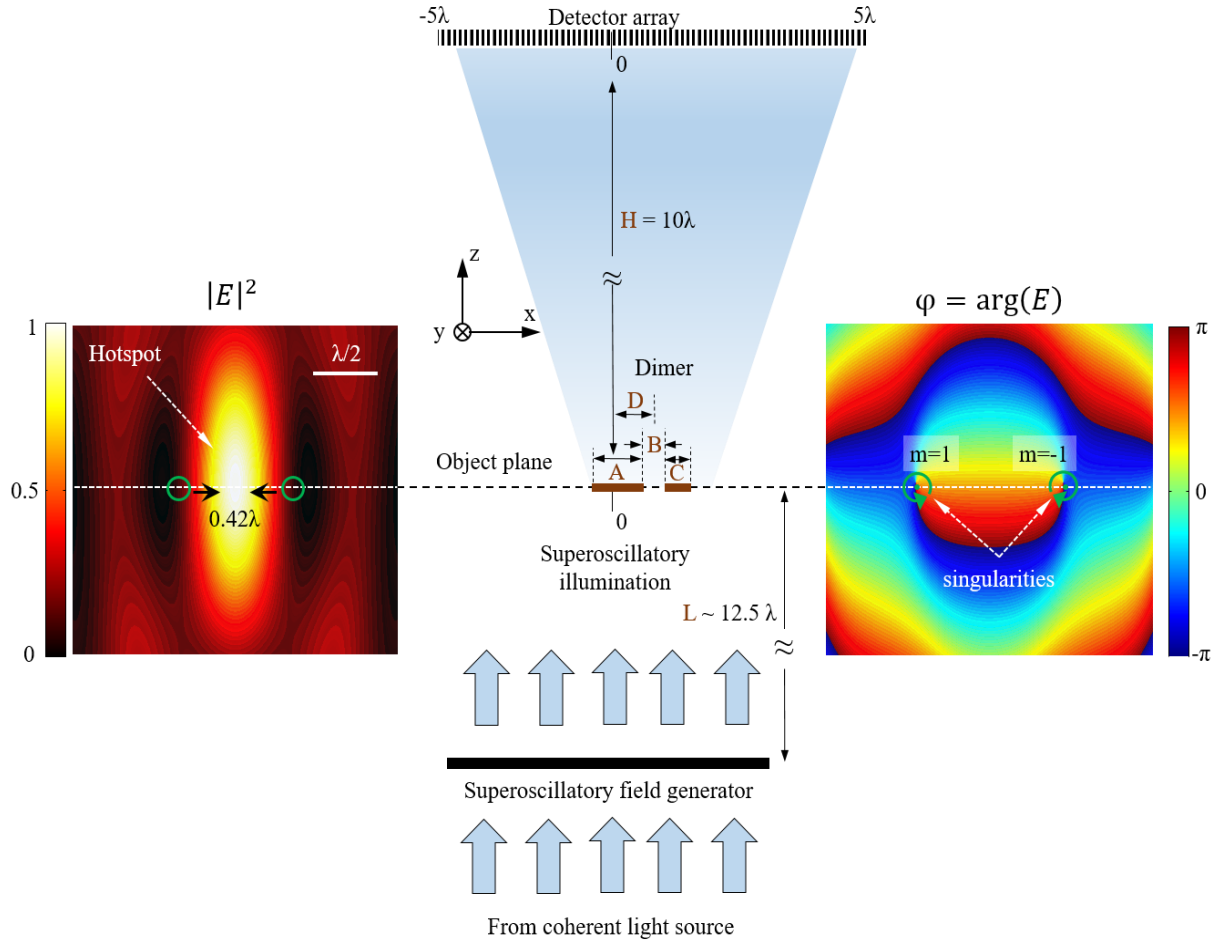 -5λ
Detector array
5λ
0
H = 10λ
z
x
y
|E|²
1
0.5
0
Hotspot
λ/2
0.42λ
φ = arg(E)
m=1
m=-1
singularities
π
0
-π
Dimer
D
B
A
C
Object plane
0
Superoscillatory
illumination
L ~ 12.5 λ
≈
≈
Superoscillatory field generator
From coherent light source